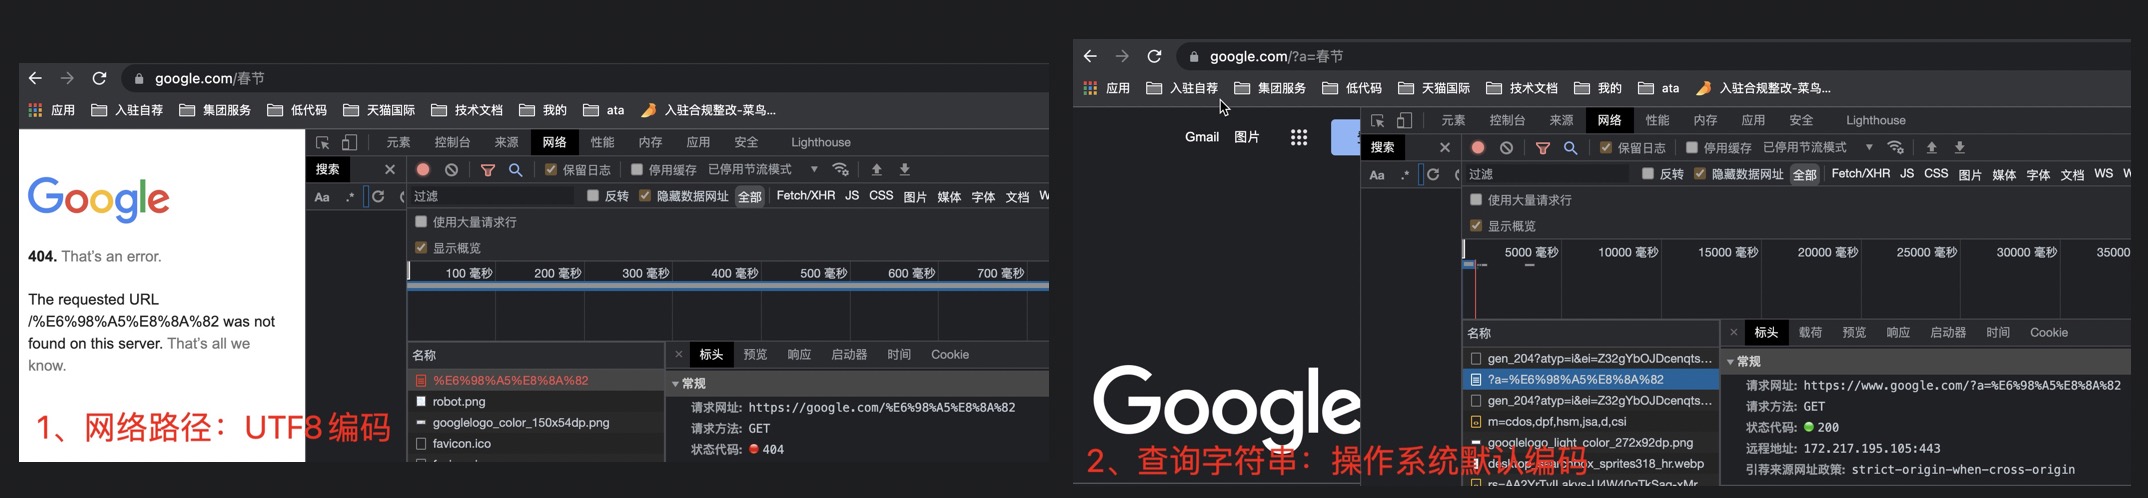 google.com/春节
应用 入驻自荐 集团服务 低代码 天猫国际 技术文档 我的 ata 入驻合规整改-菜鸟...
元素 控制台 来源 网络 性能 内存 应用 安全 Lighthouse
搜索 保留日志 停用缓存 已停用节流模式
Aa .* 过滤 反转 隐藏数据网址 全部 Fetch/XHR JS CSS 图片 媒体 字体 文档
使用大量请求行
显示概览
100 毫秒 200 毫秒 300 毫秒 400 毫秒 500 毫秒 600 毫秒 700 毫秒
Google
404. That's an error.
The requested URL
/%E6%98%A5%E8%8A%82 was not
found on this server. That's all we
know.
名称
%E6%98%A5%E8%8A%82
robot.png
googlelogo_color_150x54dp.png
favicon.ico
标头 预览 响应 启动器 时间 Cookie
常规
请求网址: https://google.com/%E6%98%A5%E8%8A%82
请求方法: GET
状态代码: 404
1、网络路径：UTF8编码
google.com/?a=春节
应用 入驻自荐 集团服务 低代码 天猫国际 技术文档 我的 ata 入驻合规整改-菜鸟...
Gmail 图片
元素 控制台 来源 网络 性能 内存 应用 安全 Lighthouse
搜索 保留日志 停用缓存 已停用节流模式
Aa .* 过滤 反转 隐藏数据网址 全部 Fetch/XHR JS CSS 图片 媒体 字体 文档 WS
使用大量请求行
显示概览
5000 毫秒 10000 毫秒 15000 毫秒 20000 毫秒 25000 毫秒 30000 毫秒 35000
Google
名称
gen_204?atyp=i&ei=Z32gYbOJDcenqts...
?a=%E6%98%A5%E8%8A%82
gen_204?atyp=i&ei=Z32gYbOJDcenqts...
m=cdos,dpf,hsm,jsa,d,csi
googlelogo_light_color_272x92dp.png
标头 载荷 预览 响应 启动器 时间 Cookie
常规
请求网址: https://www.google.com/?a=%E6%98%A5%E8%8A%82
请求方法: GET
状态代码: 200
远程地址: 172.217.195.105:443
引荐来源网址政策: strict-origin-when-cross-origin
2、查询字符串：操作系统默认编码